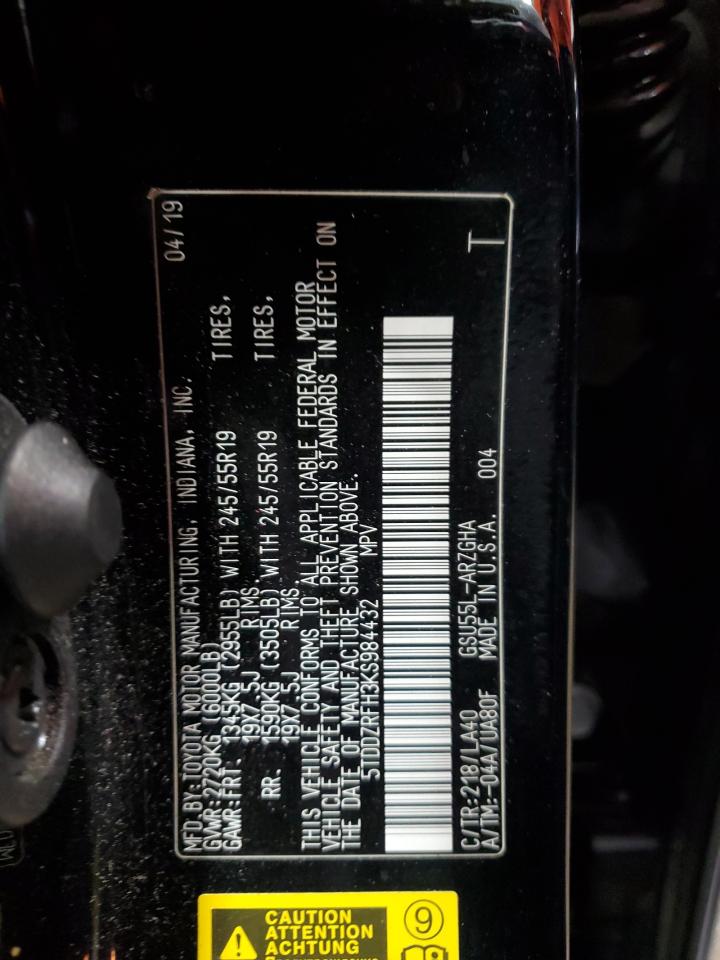 MFD.BY:TOYOTA MOTOR MANUFACTURING, INDIANA, INC. 04/19
GVWR:2720KG (6000LB)
GAWR:FRT. 1345KG (2955LB) WITH 245/55R19 TIRES,
19X7.5J RIMS
RR. 1590KG (3505LB) WITH 245/55R19 TIRES,
19X7.5J RIMS
THIS VEHICLE CONFORMS TO ALL APPLICABLE FEDERAL MOTOR
VEHICLE SAFETY AND THEFT PREVENTION STANDARDS IN EFFECT ON
THE DATE OF MANUFACTURE SHOWN ABOVE.
5TDDZRFH3KS984432 MPV
C/TR:218/LA40 GSU55L-ARZGHA T
A/TM:-04A/UA80F MADE IN U.S.A. 004
CAUTION
ATTENTION
ACHTUNG
9